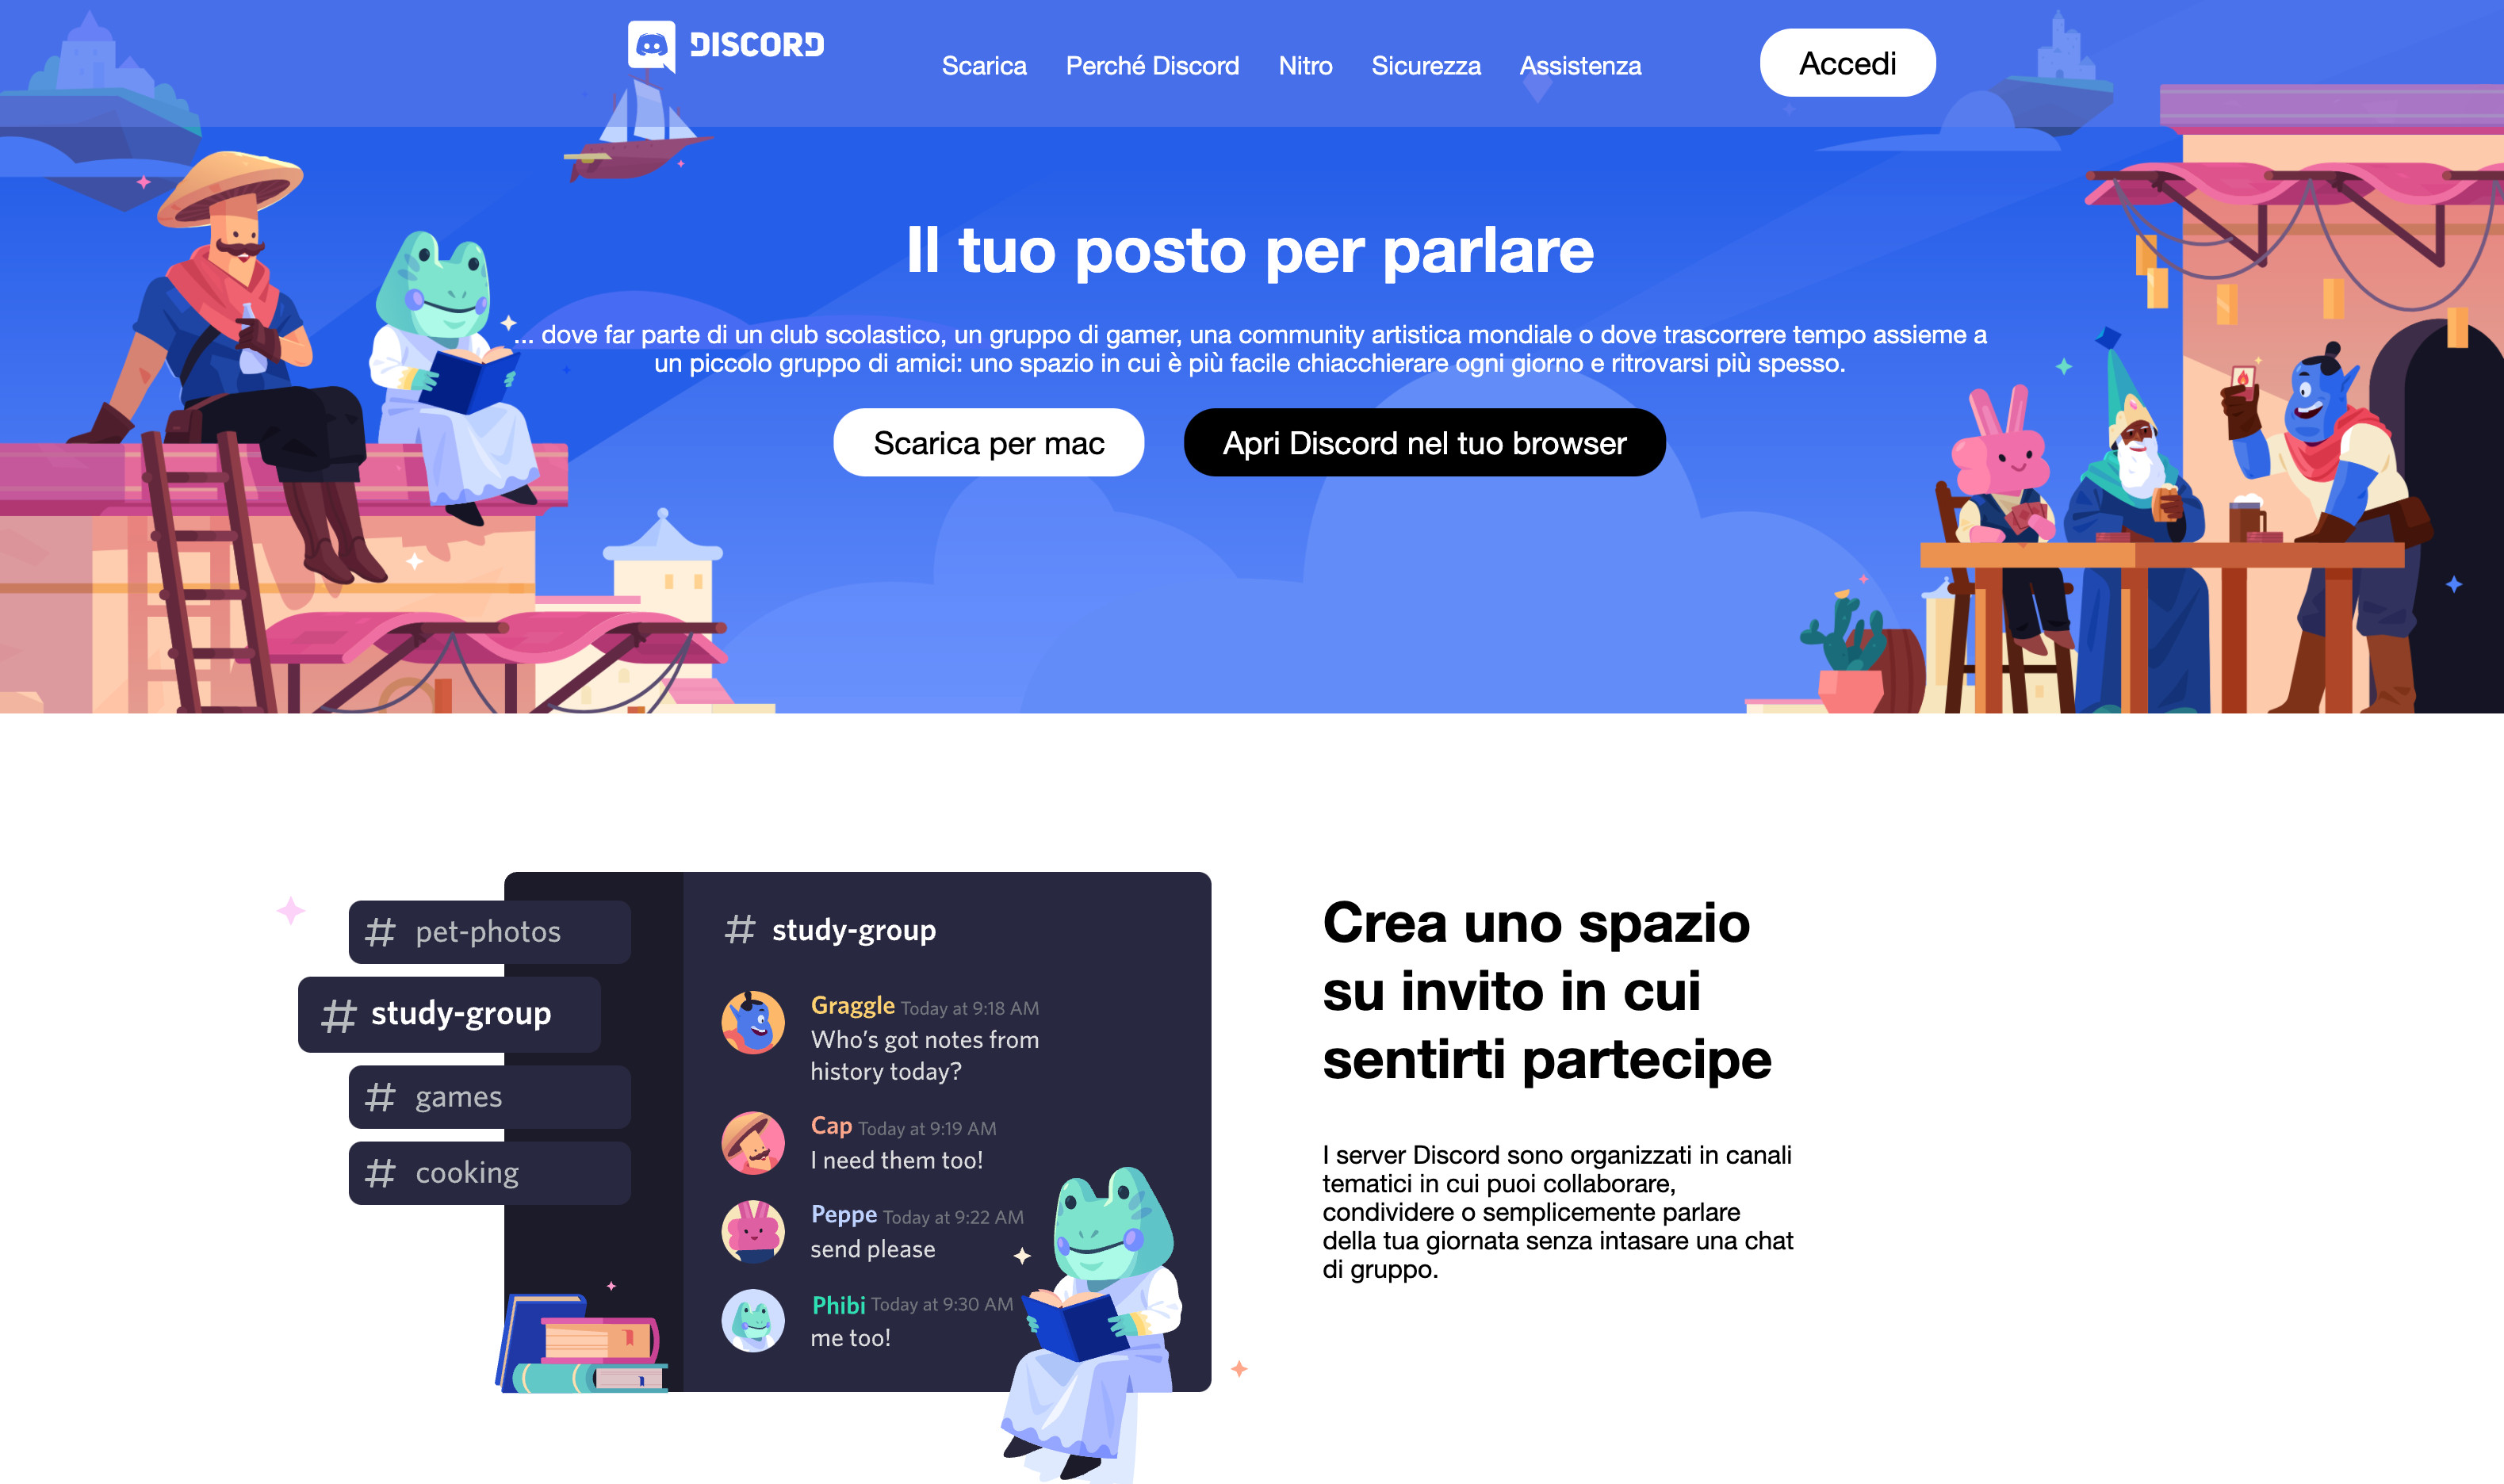 DISCORD
Scarica
Perché Discord
Nitro
Sicurezza
Assistenza
Accedi
Il tuo posto per parlare
... dove far parte di un club scolastico, un gruppo di gamer, una community artistica mondiale o dove trascorrere tempo assieme a
un piccolo gruppo di amici: uno spazio in cui è più facile chiacchierare ogni giorno e ritrovarsi più spesso.
Scarica per mac
Apri Discord nel tuo browser
# pet-photos
# study-group
# games
# cooking
# study-group
Graggle Today at 9:18 AM
Who's got notes from
history today?
Cap Today at 9:19 AM
I need them too!
Peppe Today at 9:22 AM
send please
Phibi Today at 9:30 AM
me too!
Crea uno spazio
su invito in cui
sentirti partecipe
I server Discord sono organizzati in canali
tematici in cui puoi collaborare,
condividere o semplicemente parlare
della tua giornata senza intasare una chat
di gruppo.